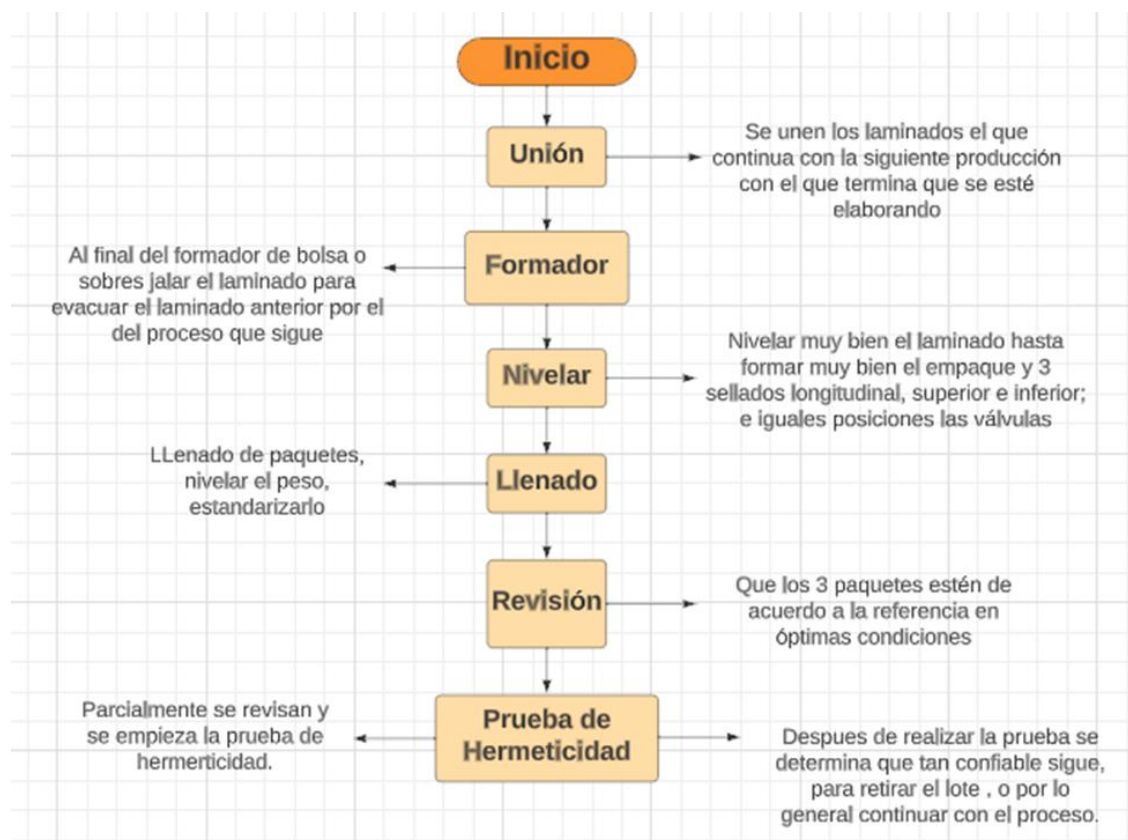 Inicio
Unión
Se unen los laminados el que
continua con la siguiente producción
con el que termina que se esté
elaborando
Formador
Al final del formador de bolsa o
sobres jalar el laminado para
evacuar el laminado anterior por el
del proceso que sigue
Nivelar
Nivelar muy bien el laminado hasta
formar muy bien el empaque y 3
sellados longitudinal, superior e inferior;
e iguales posiciones las válvulas
Llenado
LLenado de paquetes,
nivelar el peso,
estandarizarlo
Revisión
Que los 3 paquetes estén de
acuerdo a la referencia en
óptimas condiciones
Prueba de
Hermeticidad
Parcialmente se revisan y
se empieza la prueba de
hermerticidad.
Despues de realizar la prueba se
determina que tan confiable sigue,
para retirar el lote , o por lo
general continuar con el proceso.